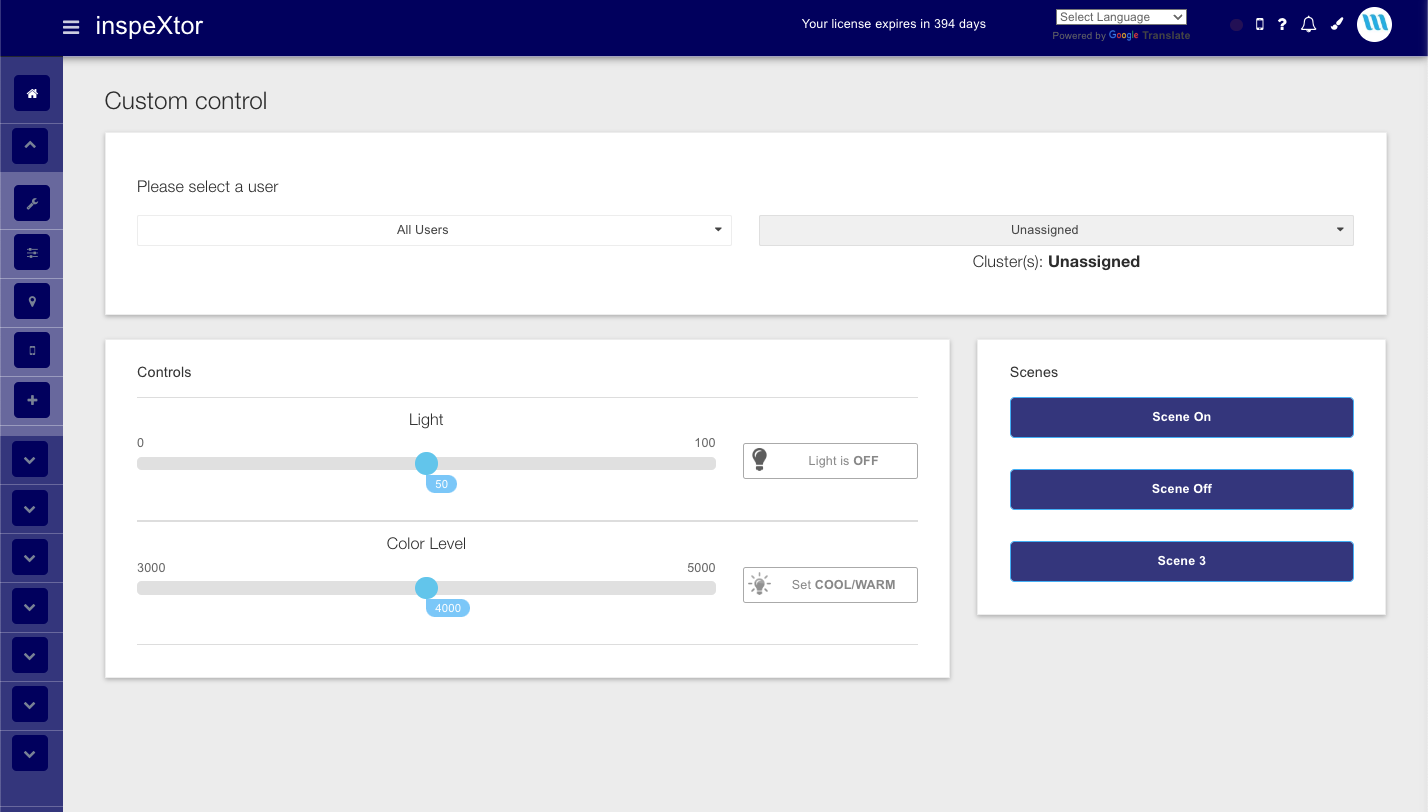 inspeXtor
Your license expires in 394 days
Select Language
Powered by Google Translate
?
Custom control
Please select a user
All Users
Unassigned
Cluster(s): Unassigned
Controls
Light
0
100
50
Light is OFF
Color Level
3000
5000
4000
Set COOL/WARM
Scenes
Scene On
Scene Off
Scene 3